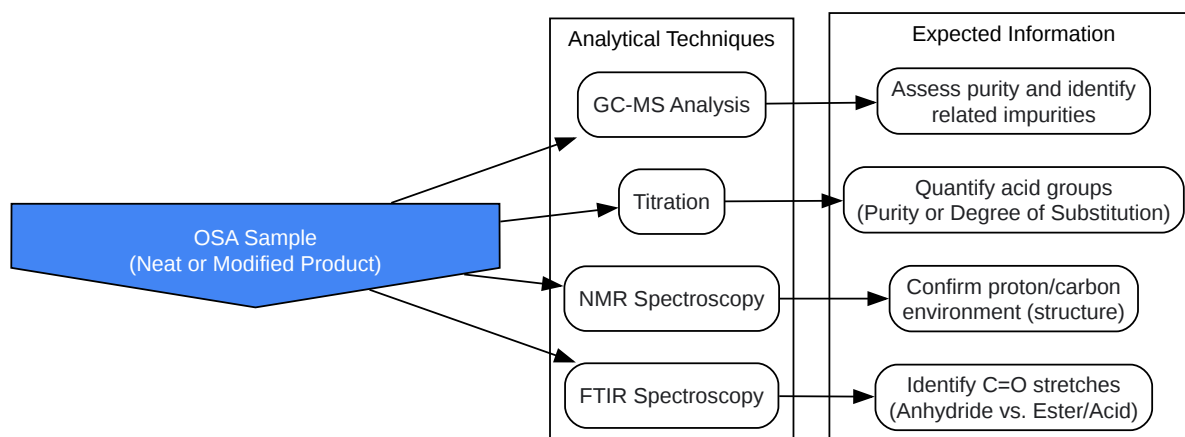 Analytical Techniques
Expected Information
GC-MS Analysis
Assess purity and identify
related impurities
Titration
Quantify acid groups
(Purity or Degree of Substitution)
OSA Sample
(Neat or Modified Product)
NMR Spectroscopy
Confirm proton/carbon
environment (structure)
FTIR Spectroscopy
Identify C=O stretches
(Anhydride vs. Ester/Acid)